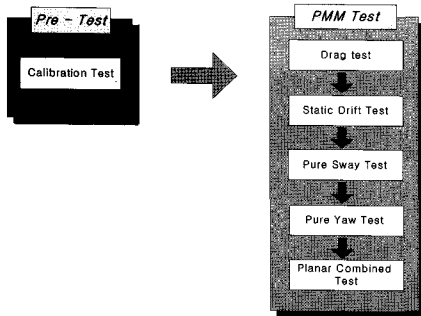 Pre - Test
Calibration Test
PMM Test
Drag test
Static Drift Test
Pure Sway Test
Pure Yaw Test
Planar Combined
Test